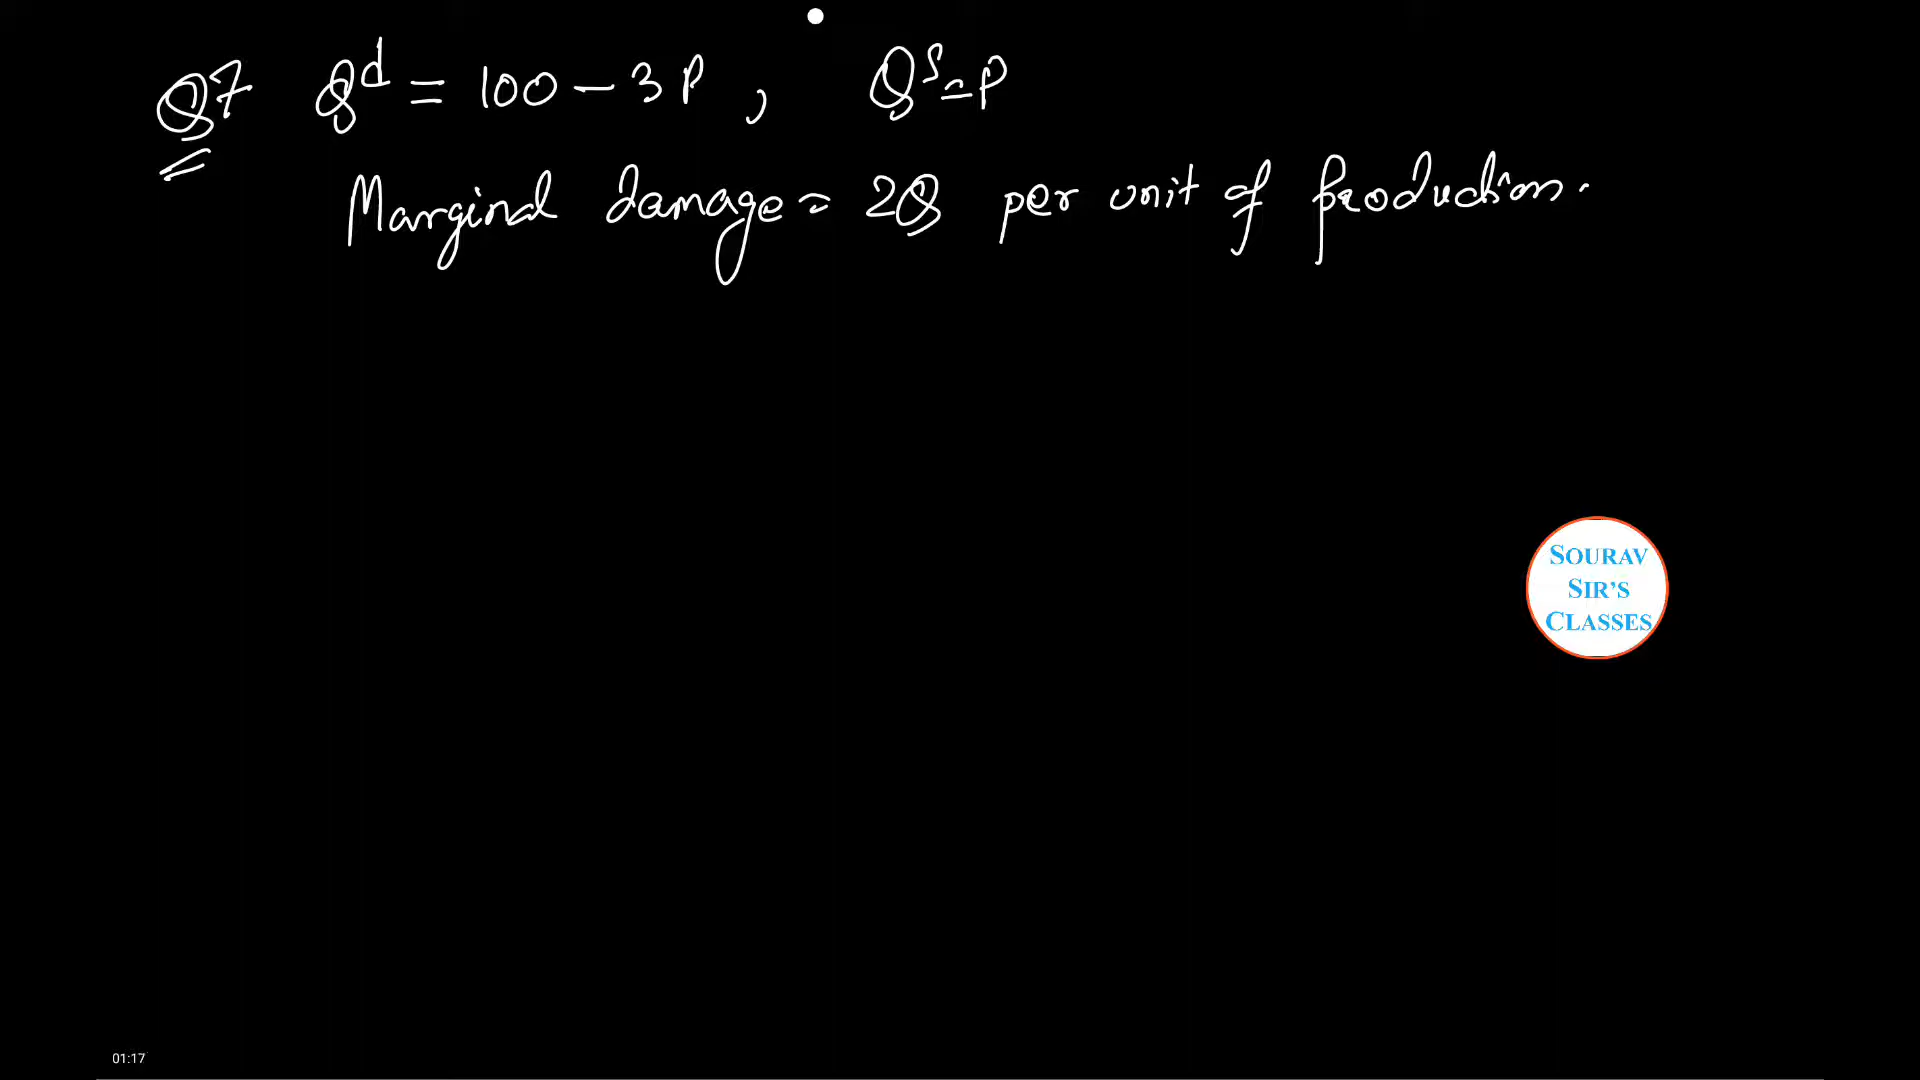 Q7 Q^d = 100 - 3P, Q^s = P
Marginal damage = 2Q per unit of production.
SOURAV
SIR'S
CLASSES
01:17